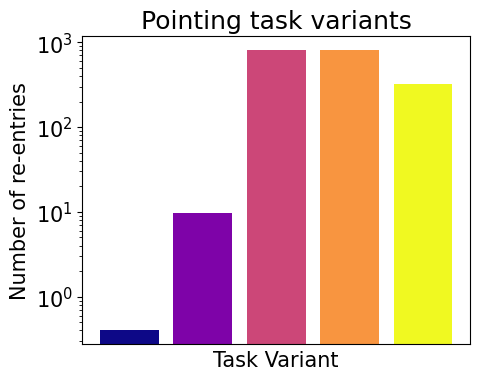 Pointing task variants
Number of re-entries
10³
10²
10¹
10⁰
Task Variant